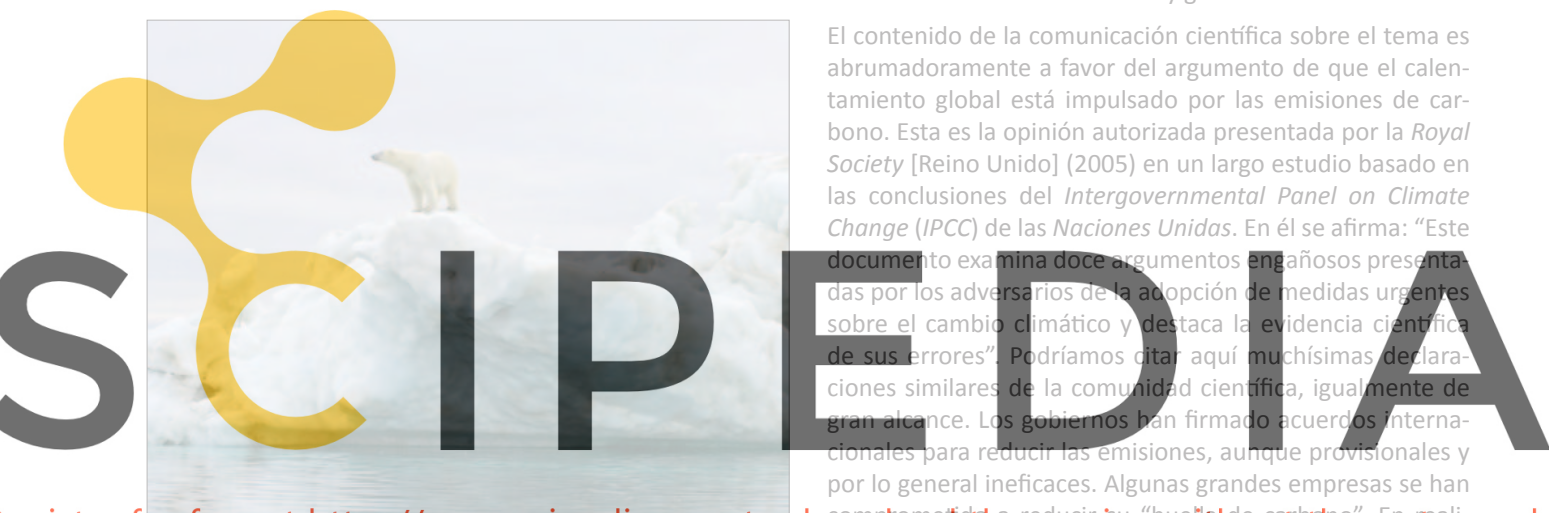 El contenido de la comunicación científica sobre el tema es
abrumadoramente a favor del argumento de que el calen-
tamiento global está impulsado por las emisiones de car-
bono. Esta es la opinión autorizada presentada por la Royal
Society [Reino Unido] (2005) en un largo estudio basado en
las conclusiones del Intergovernmental Panel on Climate
Change (IPCC) de las Naciones Unidas. En él se afirma: “Este
documento examina doce argumentos engañosos presenta-
das por los adversarios de la adopción de medidas urgentes
sobre el cambio climático y destaca la evidencia científica
de sus errores”. Podríamos citar aquí muchísimas declara-
ciones similares de la comunidad científica, igualmente de
gran alcance. Los gobiernos han firmado acuerdos interna-
cionales para reducir las emisiones, aunque provisionales y
por lo general ineficaces. Algunas grandes empresas se han
SCIPEDIA